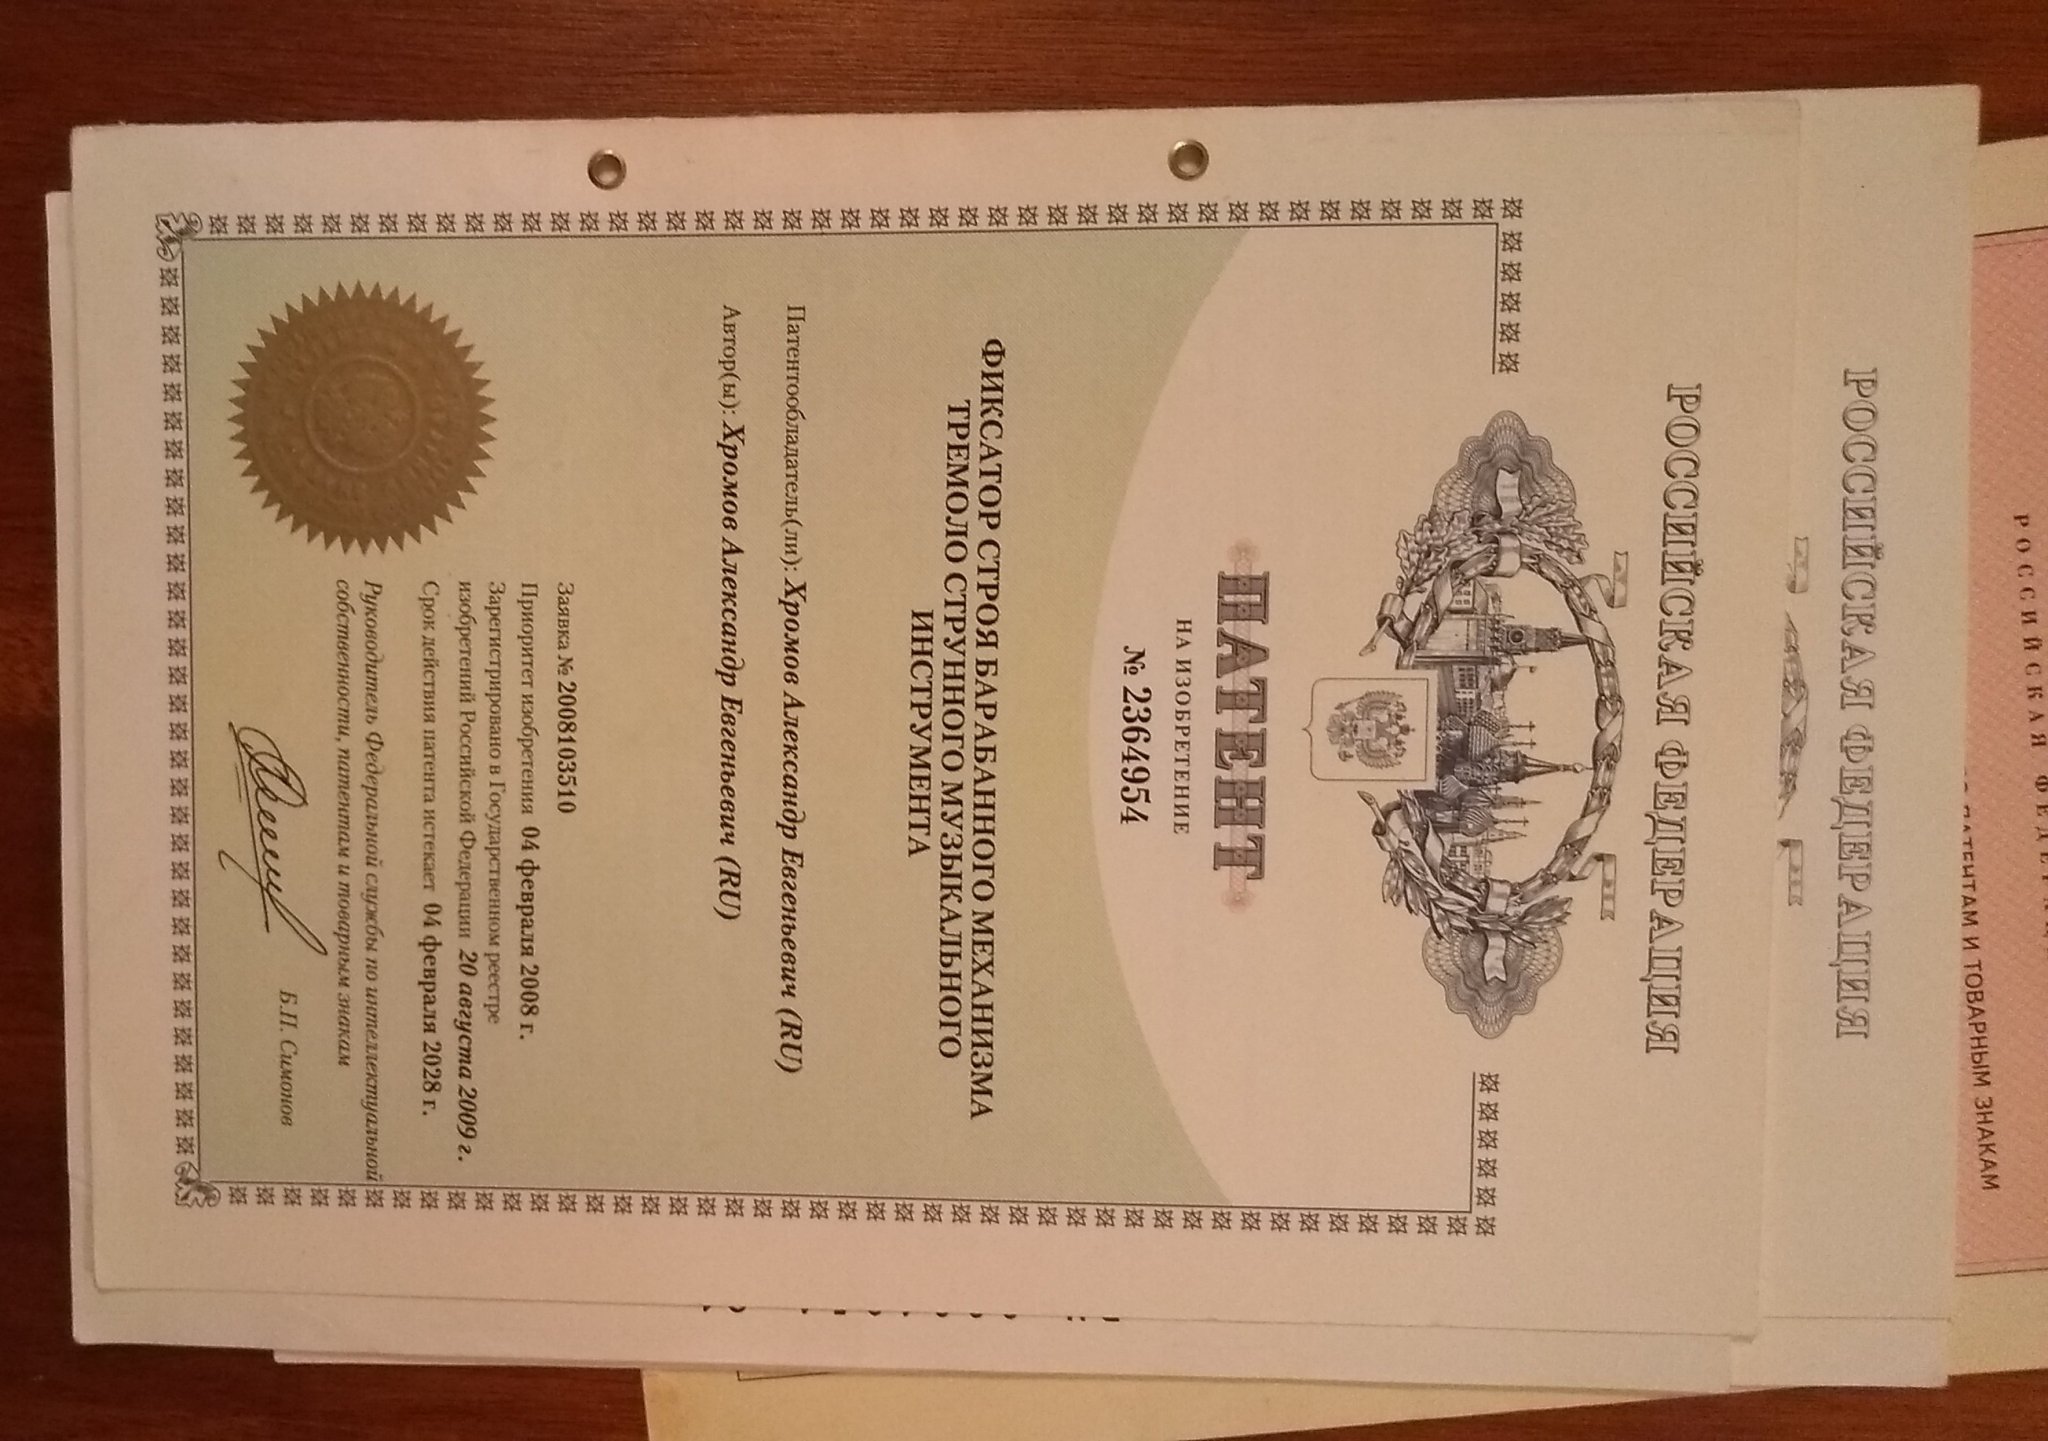 РОССИЙСКАЯ ФЕДЕРАЦИЯ
ПАТЕНТ
НА ИЗОБРЕТЕНИЕ
№ 2364954
ФИКСАТОР СТРОЯ БАРАБАННОГО МЕХАНИЗМА
ТРЕМОЛО СТРУННОГО МУЗЫКАЛЬНОГО
ИНСТРУМЕНТА
Патентообладатель(ли): Хромов Александр Евгеньевич (RU)
Автор(ы): Хромов Александр Евгеньевич (RU)
Заявка № 2008103510
Приоритет изобретения 04 февраля 2008 г.
Зарегистрировано в Государственном реестре
изобретений Российской Федерации 20 августа 2009 г.
Срок действия патента истекает 04 февраля 2028 г.
Руководитель Федеральной службы по интеллектуальной
собственности, патентам и товарным знакам
Б.П. Симонов
РОССИЙСКАЯ ФЕДЕРАЦИЯ
РОССИЙСКАЯ
ПАТЕНТАМ И ТОВАРНЫМ ЗНАКАМ